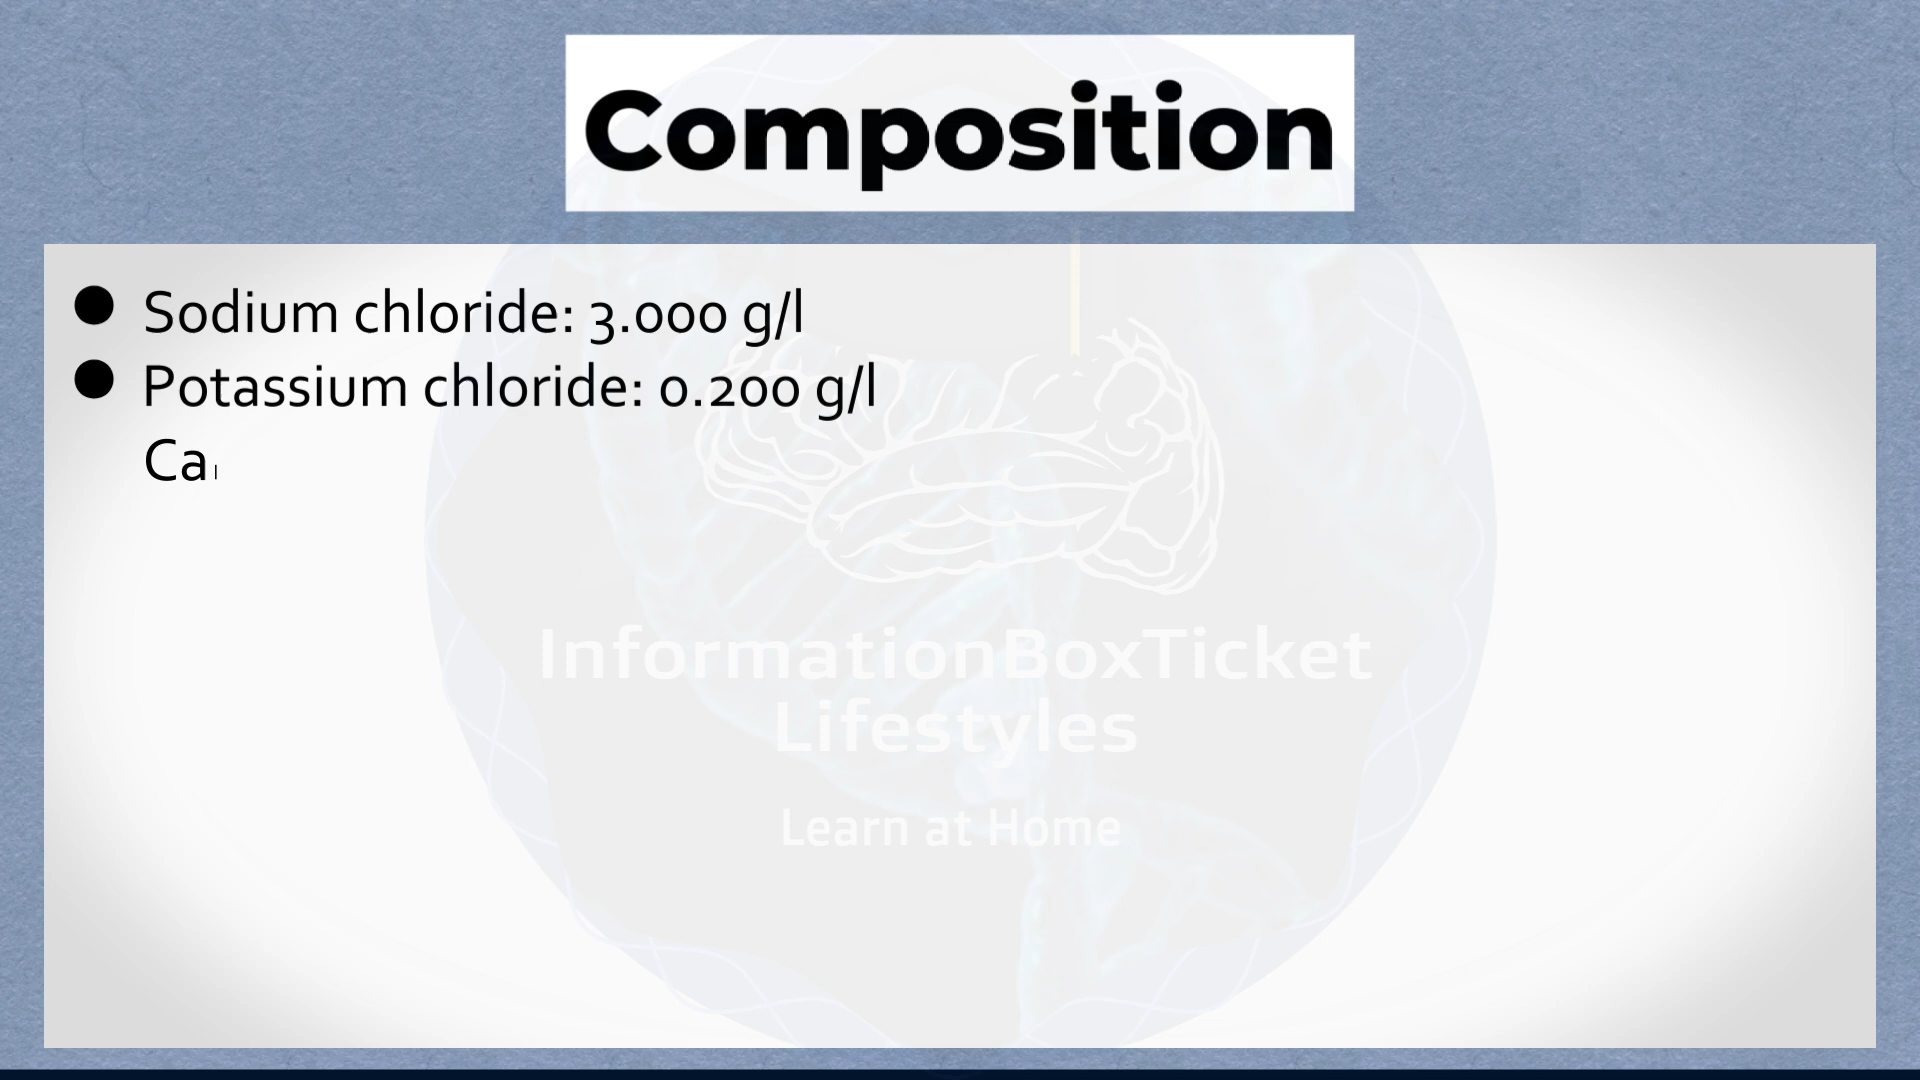 Composition
Sodium chloride: 3.000 g/l
Potassium chloride: 0.200 g/l
Ca
InformationBoxTicket
Lifestyles
Learn at Home